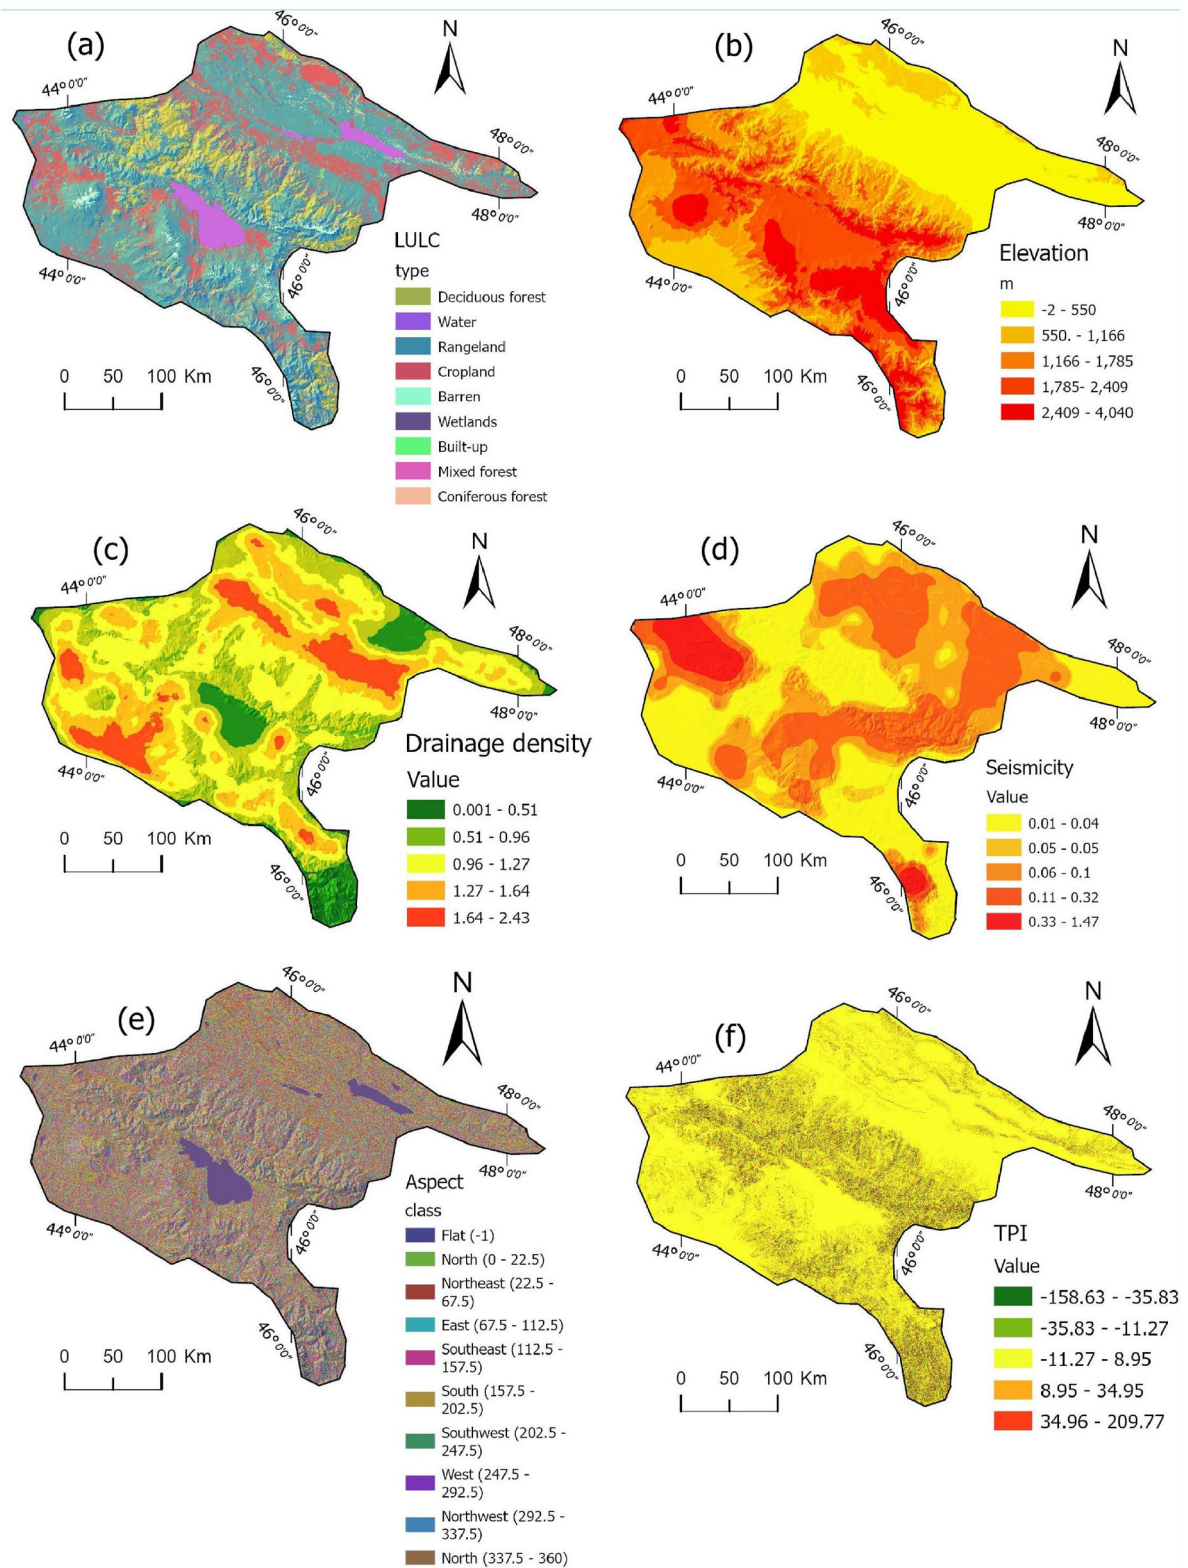 (a)
46°0'0"
N
44°0'0"
48°0'0"
48°0'0"
44°0'0"
46°0'0"
46°0'0"
LULC
type
Deciduous forest
Water
Rangeland
Cropland
Barren
Wetlands
Built-up
Mixed forest
Coniferous forest
0 50 100 Km
(b)
46°0'0"
N
44°0'0"
48°0'0"
48°0'0"
44°0'0"
46°0'0"
46°0'0"
Elevation
m
-2 - 550
550. - 1,166
1,166 - 1,785
1,785- 2,409
2,409 - 4,040
0 50 100 Km
(c)
46°0'0"
N
44°0'0"
48°0'0"
48°0'0"
44°0'0"
46°0'0"
46°0'0"
Drainage density
Value
0.001 - 0.51
0.51 - 0.96
0.96 - 1.27
1.27 - 1.64
1.64 - 2.43
0 50 100 Km
(d)
46°0'0"
N
44°0'0"
48°0'0"
48°0'0"
44°0'0"
46°0'0"
46°0'0"
Seismicity
Value
0.01 - 0.04
0.05 - 0.05
0.06 - 0.1
0.11 - 0.32
0.33 - 1.47
0 50 100 Km
(e)
46°0'0"
N
44°0'0"
48°0'0"
48°0'0"
44°0'0"
46°0'0"
46°0'0"
Aspect
class
Flat (-1)
North (0 - 22.5)
Northeast (22.5 -
67.5)
East (67.5 - 112.5)
Southeast (112.5 -
157.5)
South (157.5 -
202.5)
Southwest (202.5 -
247.5)
West (247.5 -
292.5)
Northwest (292.5 -
337.5)
North (337.5 - 360)
0 50 100 Km
(f)
46°0'0"
N
44°0'0"
48°0'0"
48°0'0"
44°0'0"
46°0'0"
46°0'0"
TPI
Value
-158.63 - -35.83
-35.83 - -11.27
-11.27 - 8.95
8.95 - 34.95
34.96 - 209.77
0 50 100 Km